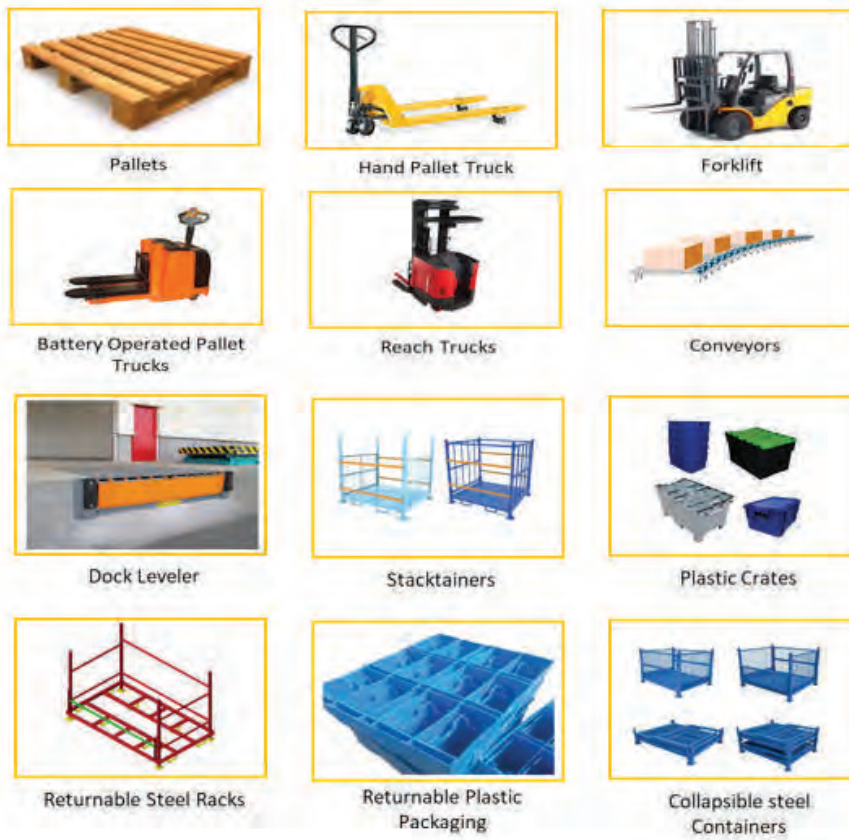 Pallets
Hand Pallet Truck
Forklift
Battery Operated Pallet
Trucks
Reach Trucks
Conveyors
Dock Leveler
Stacktainers
Plastic Crates
Returnable Steel Racks
Returnable Plastic
Packaging
Collapsible steel
Containers